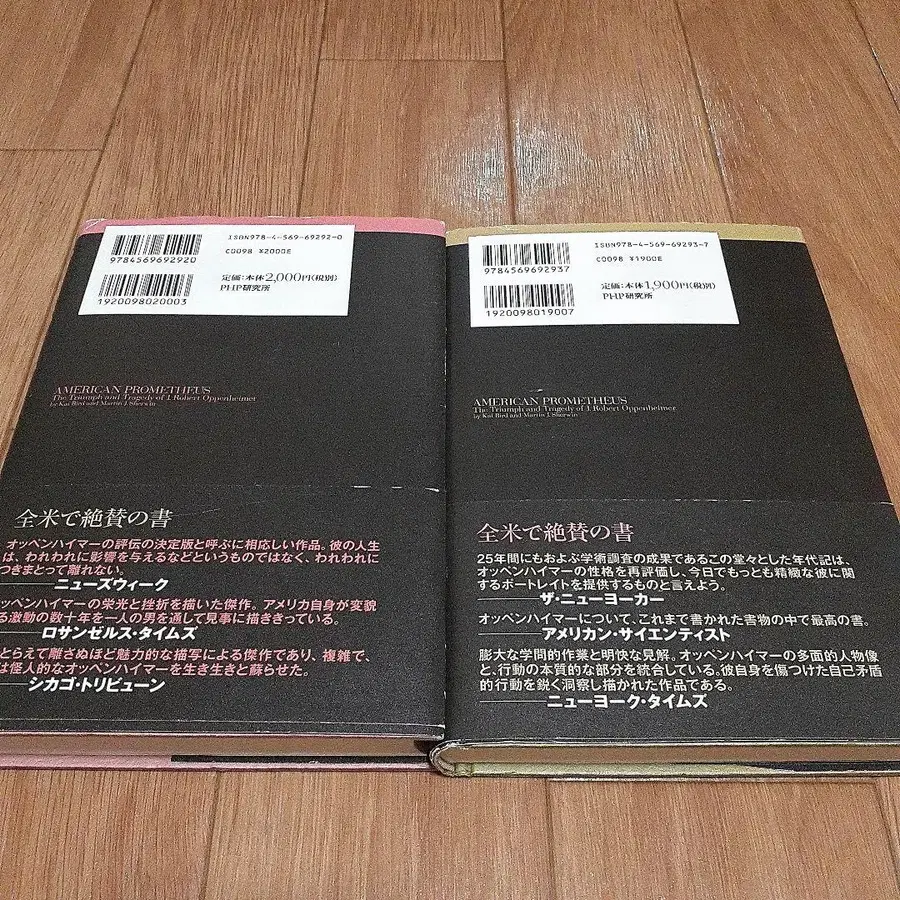 ISBN978-4-569-69292-0
C0098 ¥2000E
9784569692920
定価:本体2,000円(税別)
PHP研究所
1920098020003
AMERICAN PROMETHEUS
The Triumph and Tragedy of J. Robert Oppenheimer
by Kai Bird and Martin J. Sherwin
全米で絶賛の書
オッペンハイマーの評伝の決定版と呼ぶに相応しい作品。彼の人生
は、われわれに影響を与えるなどというものではなく、われわれに
つきまとって離れない。
ニューズウィーク
ッペンハイマーの栄光と挫折を描いた傑作。アメリカ自身が変貌
る激動の数十年を一人の男を通して見事に描ききっている。
ロサンゼルス・タイムズ
とらえて離さぬほど魅力的な描写による傑作であり、複雑で、
は怪人的なオッペンハイマーを生き生きと蘇らせた。
シカゴ・トリビューン
ISBN978-4-569-69293-7
C0098 ¥1900E
9784569692937
定価:本体1,900円(税別)
PHP研究所
1920098019007
AMERICAN PROMETHEUS
The Triumph and Tragedy of J. Robert Oppenheimer
by Kai Bird and Martin J. Sherwin
全米で絶賛の書
25年間にもおよぶ学術調査の成果であるこの堂々とした年代記は、
オッペンハイマーの性格を再評価し、今日でもっとも精緻な彼に関
するポートレイトを提供するものと言えよう。
ザ・ニューヨーカー
オッペンハイマーについて、これまで書かれた書物の中で最高の書。
アメリカン・サイエンティスト
膨大な学問的作業と明快な見解。オッペンハイマーの多面的人物像
と、行動の本質的な部分を統合している。彼自身を傷つけた自己矛盾
的行動を鋭く洞察し描かれた作品である。
ニューヨーク・タイムズ